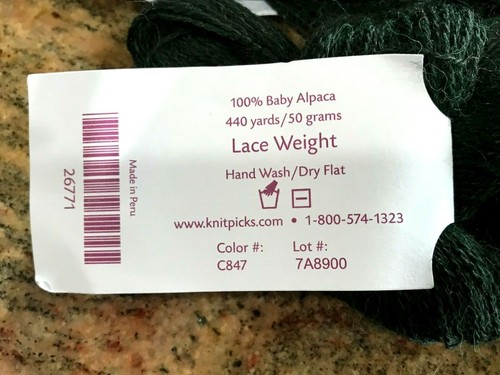 100% Baby Alpaca
440 yards/50 grams
Lace Weight
Hand Wash/Dry Flat
www.knitpicks.com • 1-800-574-1323
Color #: Lot #:
C847 7A8900
Made in Peru
26771